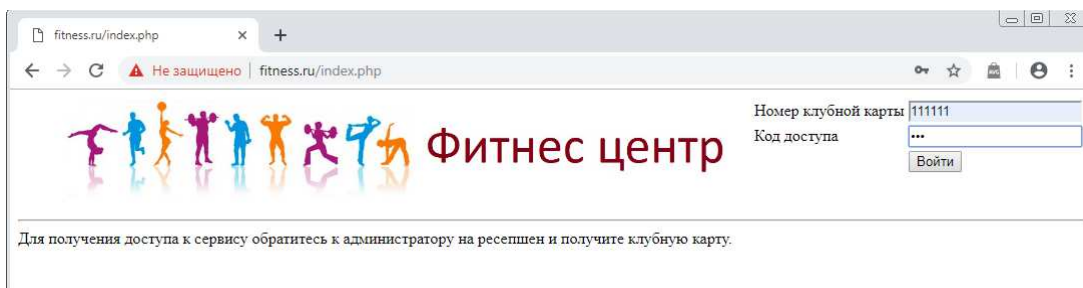 fitness.ru/index.php
Не защищено fitness.ru/index.php
Фитнес центр
Номер клубной карты 111111
Код доступа •••
Войти
Для получения доступа к сервису обратитесь к администратору на ресепшен и получите клубную карту.